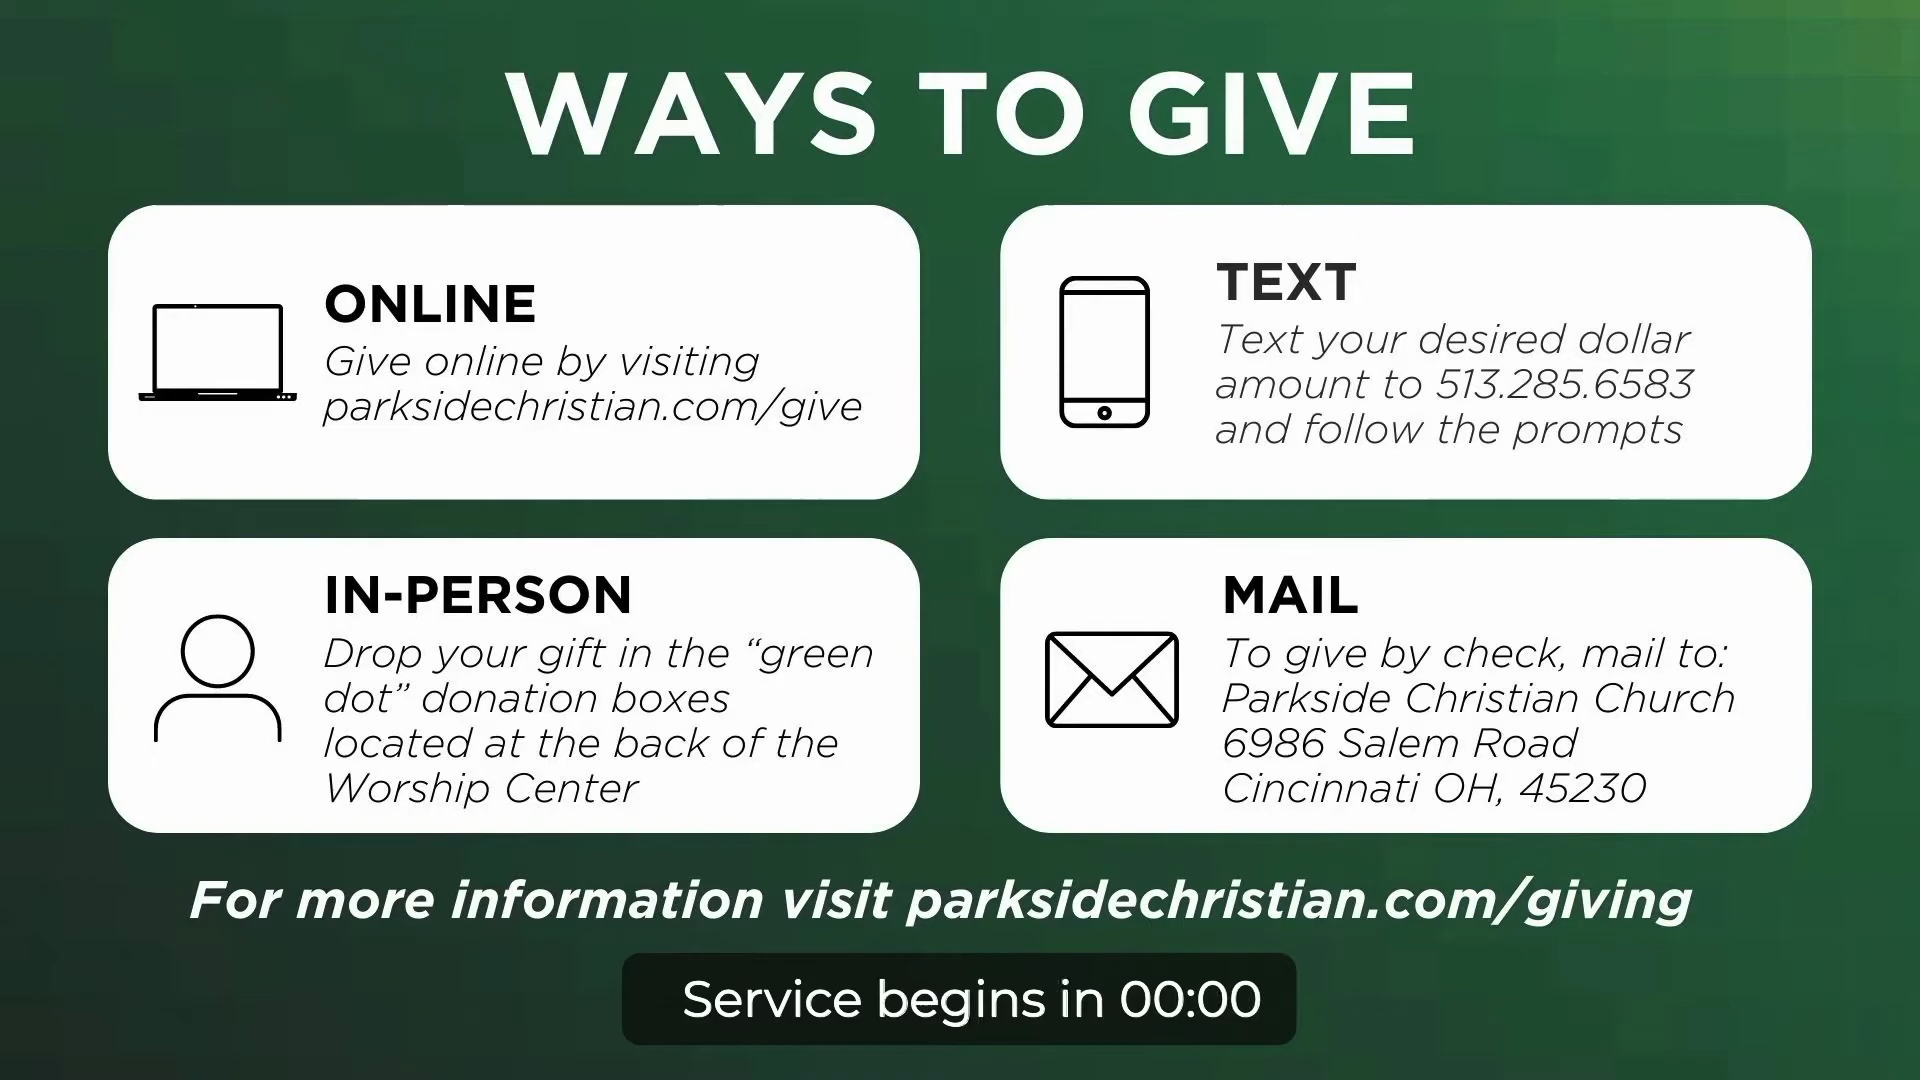 WAYS TO GIVE
ONLINE
Give online by visiting
parksidechristian.com/give
TEXT
Text your desired dollar
amount to 513.285.6583
and follow the prompts
IN-PERSON
Drop your gift in the “green
dot” donation boxes
located at the back of the
Worship Center
MAIL
To give by check, mail to:
Parkside Christian Church
6986 Salem Road
Cincinnati OH, 45230
For more information visit parksidechristian.com/giving
Service begins in 00:00